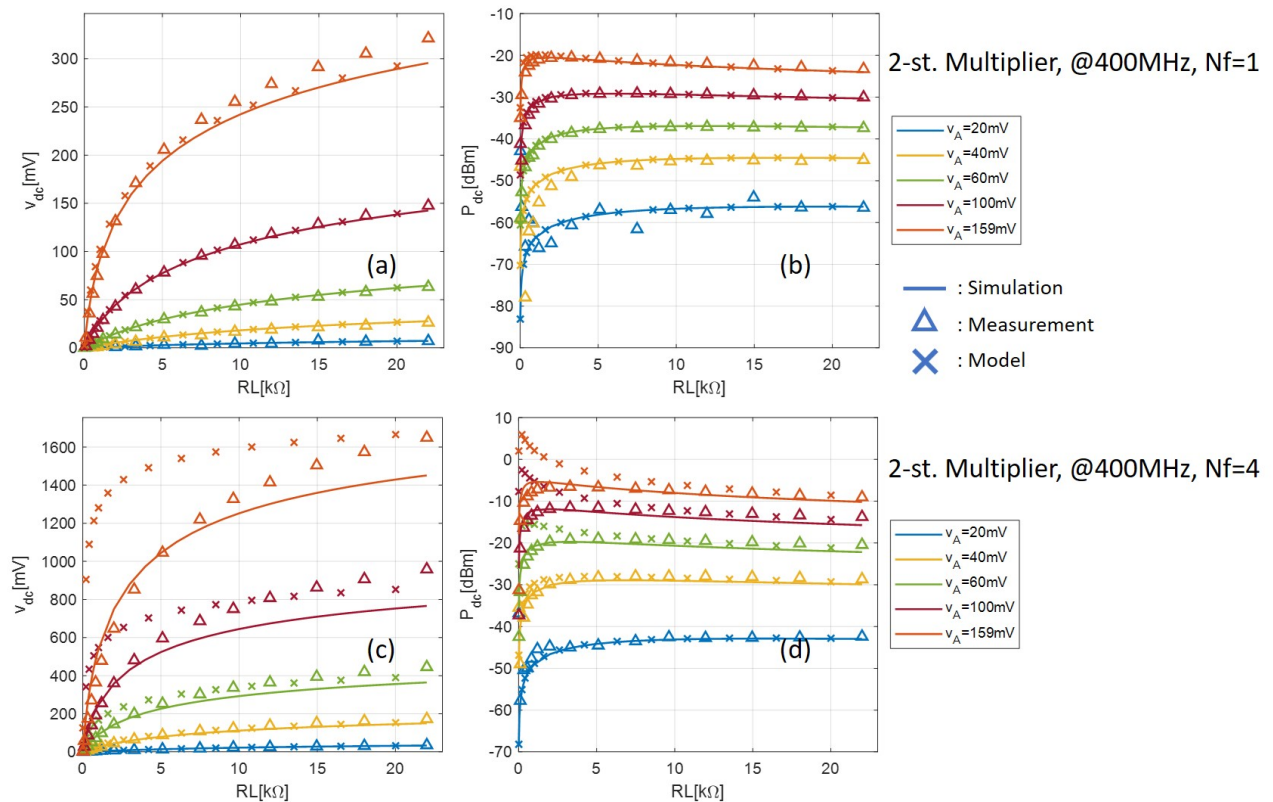 2-st. Multiplier, @400MHz, Nf=1
v_dc[mV]
300
250
200
150
100
50
0
0 5 10 15 20
RL[kΩ]
(a)
P_dc[dBm]
-10
-20
-30
-40
-50
-60
-70
-80
-90
0 5 10 15 20
RL[kΩ]
(b)
v_A=20mV
v_A=40mV
v_A=60mV
v_A=100mV
v_A=159mV
: Simulation
: Measurement
: Model
2-st. Multiplier, @400MHz, Nf=4
v_dc[mV]
1600
1400
1200
1000
800
600
400
200
0
0 5 10 15 20
RL[kΩ]
(c)
P_dc[dBm]
10
0
-10
-20
-30
-40
-50
-60
-70
0 5 10 15 20
RL[kΩ]
(d)
v_A=20mV
v_A=40mV
v_A=60mV
v_A=100mV
v_A=159mV